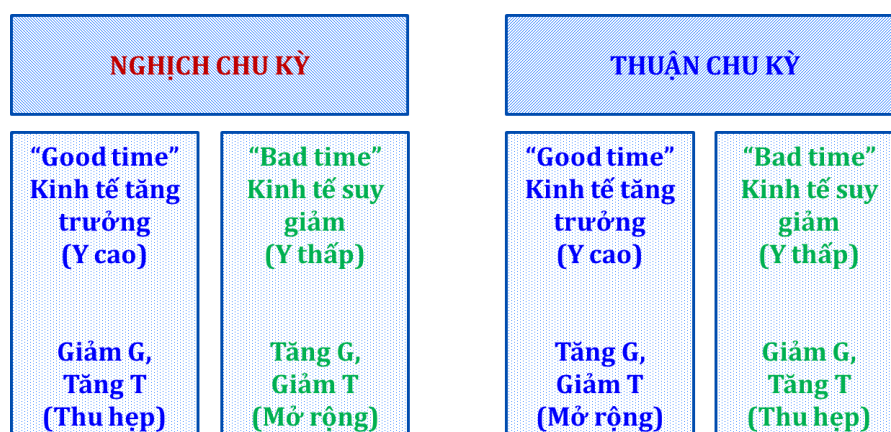 NGHỊCH CHU KỲ
THUẬN CHU KỲ
“Good time”
Kinh tế tăng
trưởng
(Y cao)
Giảm G,
Tăng T
(Thu hẹp)
“Bad time”
Kinh tế suy
giảm
(Y thấp)
Tăng G,
Giảm T
(Mở rộng)
“Good time”
Kinh tế tăng
trưởng
(Y cao)
Tăng G,
Giảm T
(Mở rộng)
“Bad time”
Kinh tế suy
giảm
(Y thấp)
Giảm G,
Tăng T
(Thu hẹp)